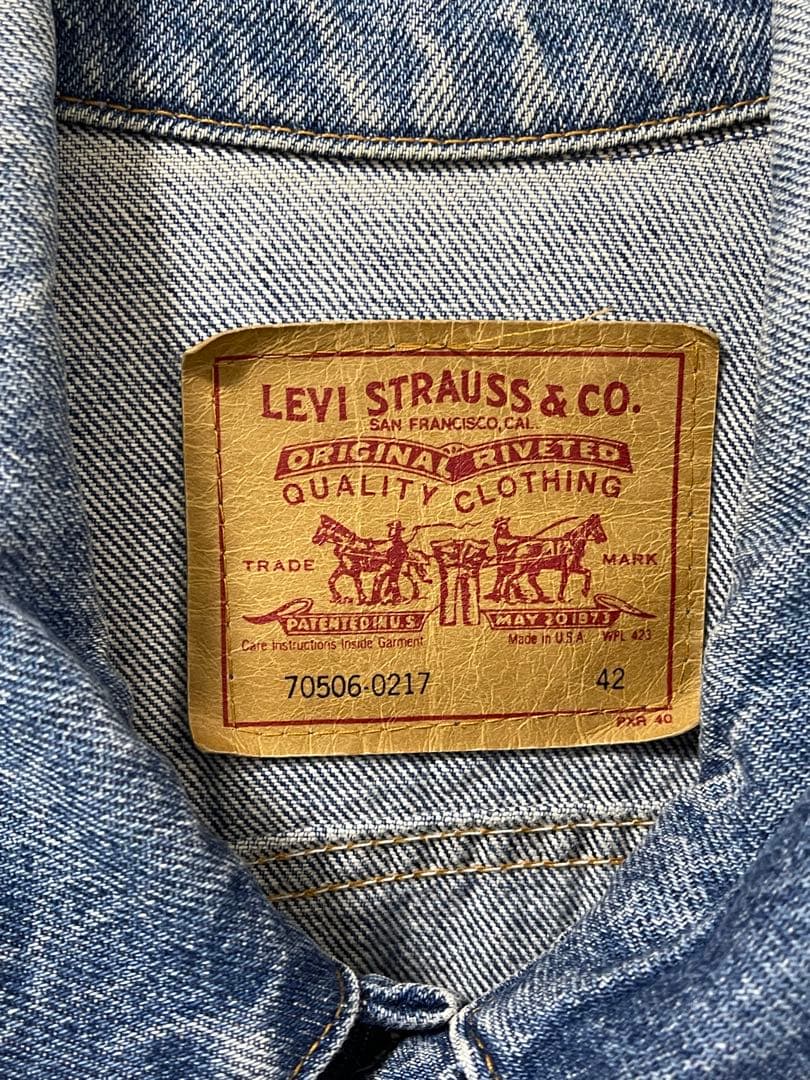 LEVI STRAUSS & CO.
SAN FRANCISCO, CAL.
ORIGINAL RIVETED
QUALITY CLOTHING
TRADE MARK
PATENTED IN U.S. MAY 20 1873
Care Instructions Inside Garment Made in U.S.A. WPL 423
70506-0217 42
PXR 40